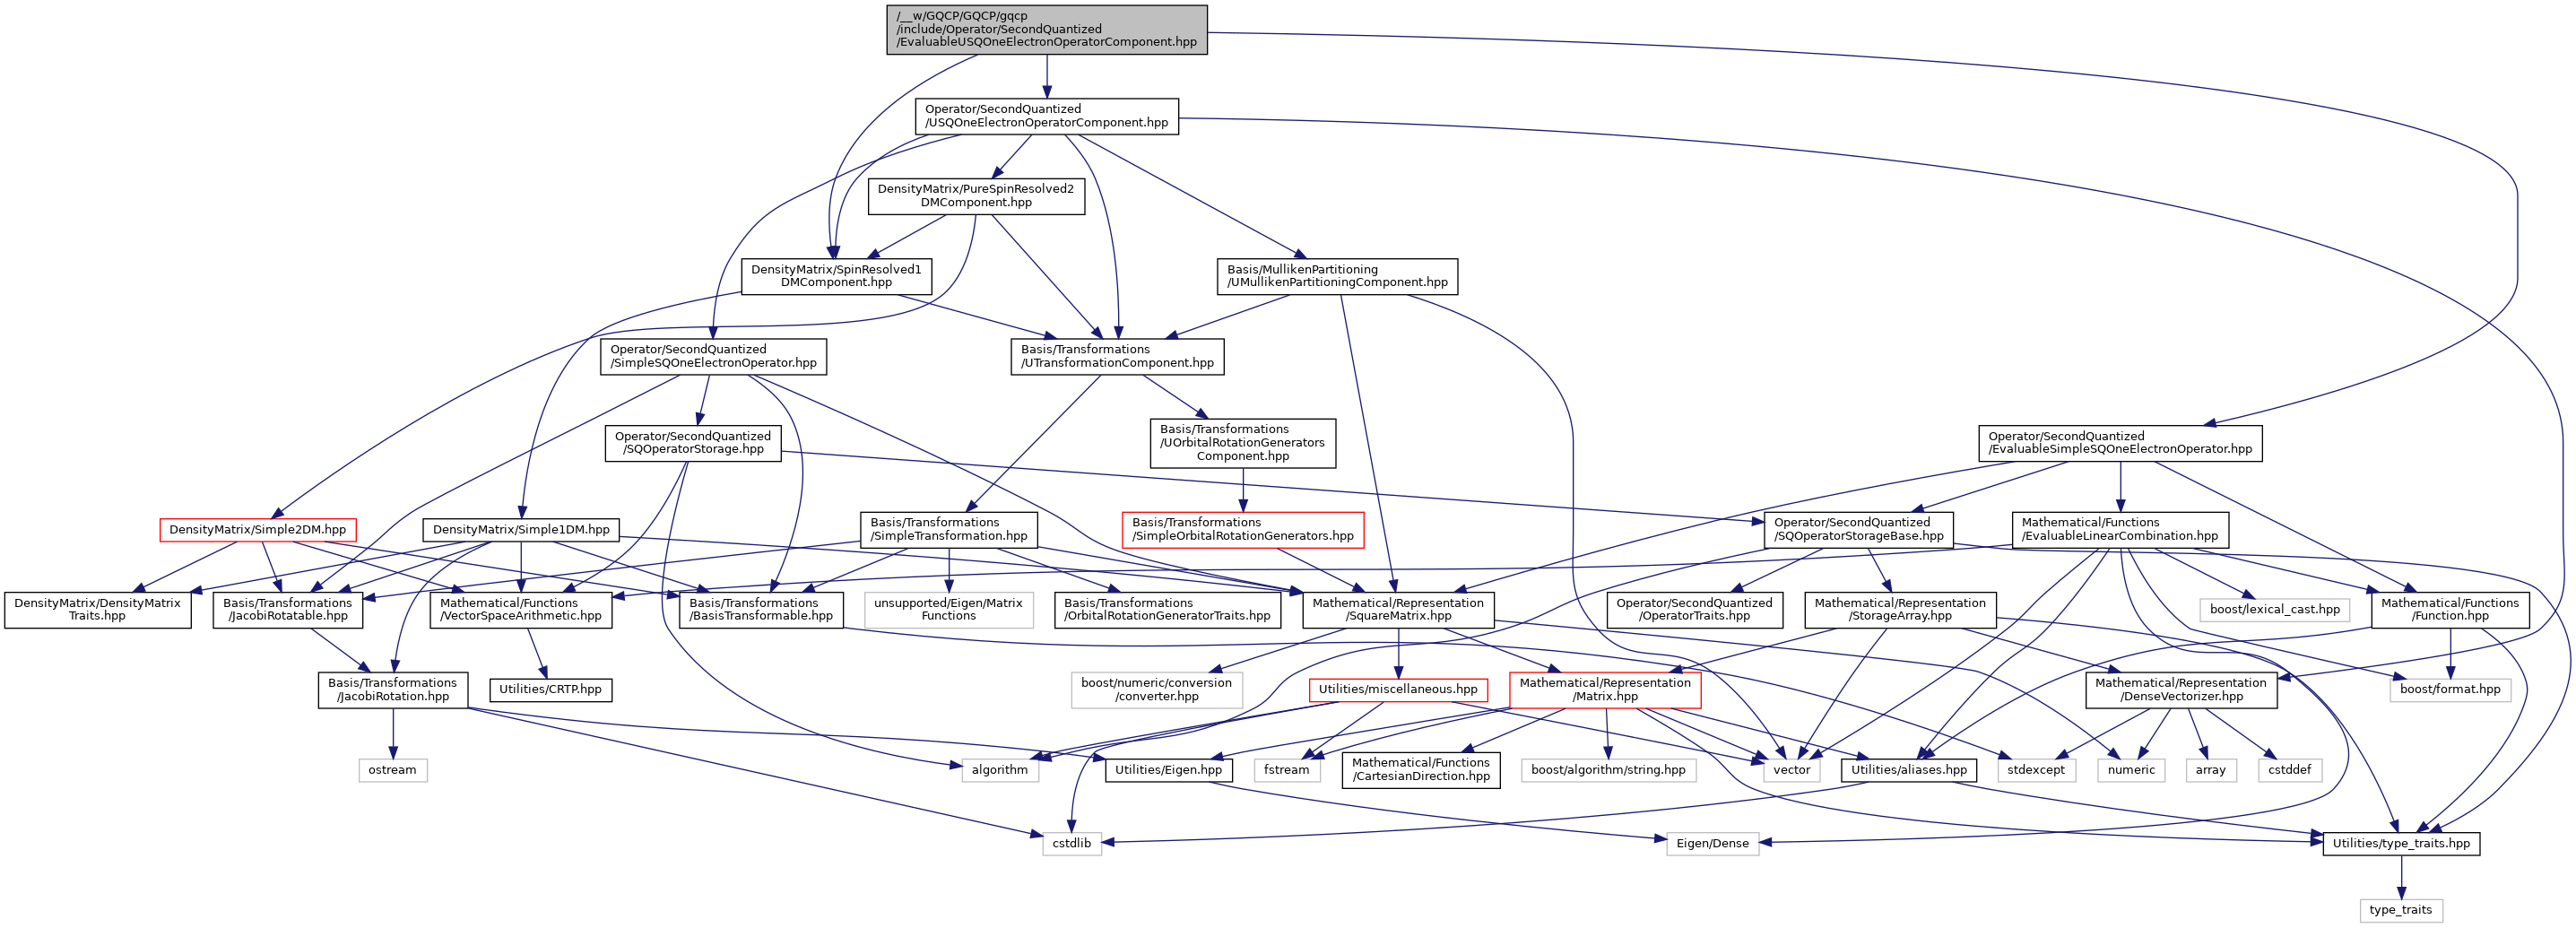 /__w/GQCP/GQCP/gqcp
/include/Operator/SecondQuantized
/EvaluableUSQOneElectronOperatorComponent.hpp
Operator/SecondQuantized
/USQOneElectronOperatorComponent.hpp
DensityMatrix/PureSpinResolved2
DMComponent.hpp
DensityMatrix/SpinResolved1
DMComponent.hpp
Basis/MullikenPartitioning
/UMullikenPartitioningComponent.hpp
Operator/SecondQuantized
/SimpleSQOneElectronOperator.hpp
Basis/Transformations
/UTransformationComponent.hpp
Operator/SecondQuantized
/SQOperatorStorage.hpp
Basis/Transformations
/UOrbitalRotationGenerators
Component.hpp
Operator/SecondQuantized
/EvaluableSimpleSQOneElectronOperator.hpp
DensityMatrix/Simple2DM.hpp
DensityMatrix/Simple1DM.hpp
Basis/Transformations
/SimpleTransformation.hpp
Basis/Transformations
/SimpleOrbitalRotationGenerators.hpp
Operator/SecondQuantized
/SQOperatorStorageBase.hpp
Mathematical/Functions
/EvaluableLinearCombination.hpp
DensityMatrix/DensityMatrix
Traits.hpp
Basis/Transformations
/JacobiRotatable.hpp
Mathematical/Functions
/VectorSpaceArithmetic.hpp
Basis/Transformations
/BasisTransformable.hpp
unsupported/Eigen/Matrix
Functions
Basis/Transformations
/OrbitalRotationGeneratorTraits.hpp
Mathematical/Representation
/SquareMatrix.hpp
Operator/SecondQuantized
/OperatorTraits.hpp
Mathematical/Representation
/StorageArray.hpp
boost/lexical_cast.hpp
Mathematical/Functions
/Function.hpp
Basis/Transformations
/JacobiRotation.hpp
Utilities/CRTP.hpp
boost/numeric/conversion
/converter.hpp
Utilities/miscellaneous.hpp
Mathematical/Representation
/Matrix.hpp
Mathematical/Representation
/DenseVectorizer.hpp
boost/format.hpp
ostream
algorithm
Utilities/Eigen.hpp
fstream
Mathematical/Functions
/CartesianDirection.hpp
boost/algorithm/string.hpp
vector
Utilities/aliases.hpp
stdexcept
numeric
array
cstddef
cstdlib
Eigen/Dense
Utilities/type_traits.hpp
type_traits